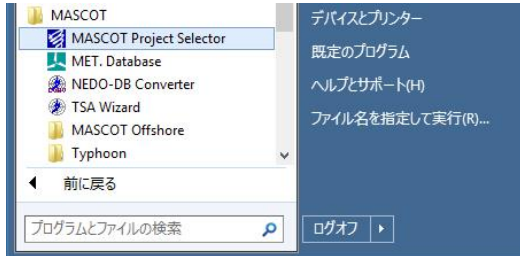 MASCOT
MASCOT Project Selector
MET. Database
NEDO-DB Converter
TSA Wizard
MASCOT Offshore
Typhoon
前に戻る
プログラムとファイルの検索
デバイスとプリンター
既定のプログラム
ヘルプとサポート(H)
ファイル名を指定して実行(R)...
ログオフ